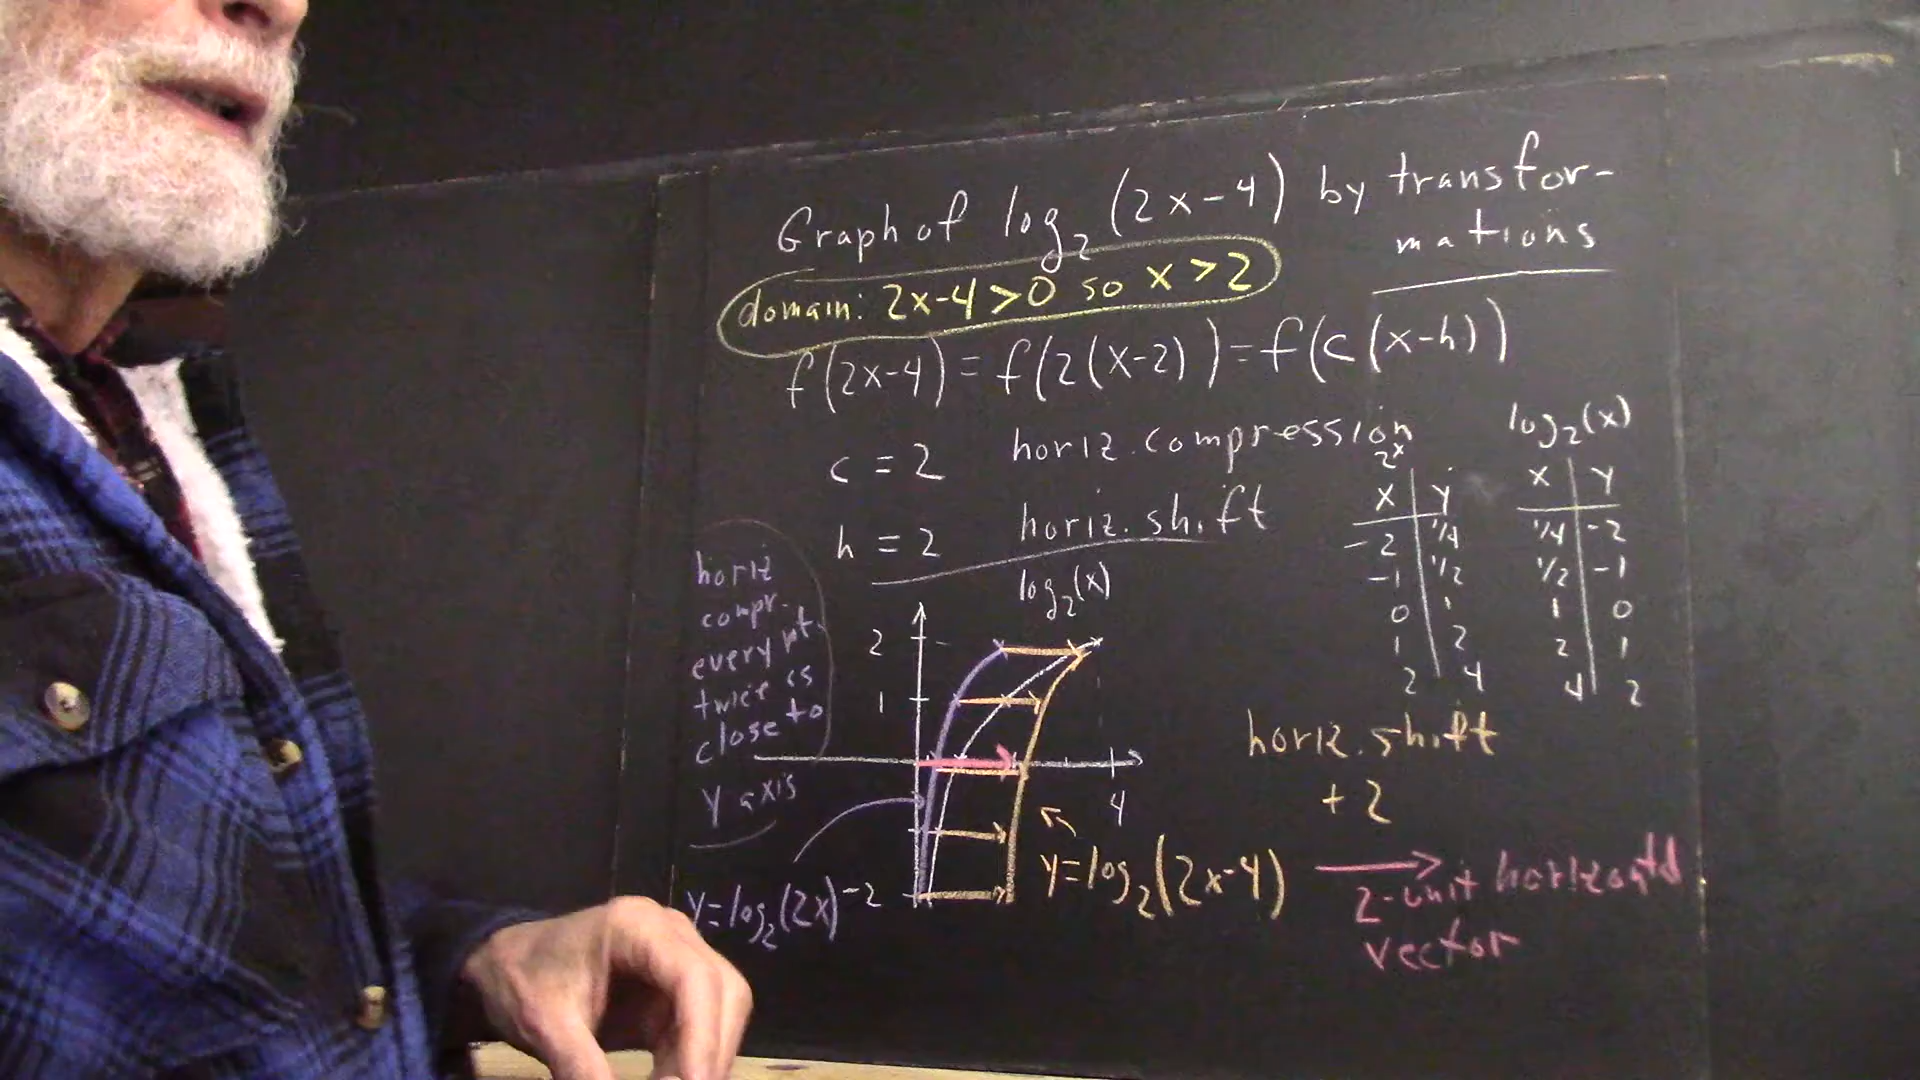 Graph of log₂(2x-4) by transfor-
mations
domain: 2x-4>0 so x>2
f(2x-4)=f(2(x-2))=f(c(x-h))
c = 2 horiz. compression
h = 2 horiz. shift
2ˣ
x y
-2 1/4
-1 1/2
0 1
1 2
2 4
log₂(x)
x y
1/4 -2
1/2 -1
1 0
2 1
4 2
horiz
compr.
every pt.
twice as
close to
y axis
log₂(x)
2
1
4
-2
y=log₂(2x)
y=log₂(2x-4)
horiz. shift
+ 2
2-unit horizontal
vector